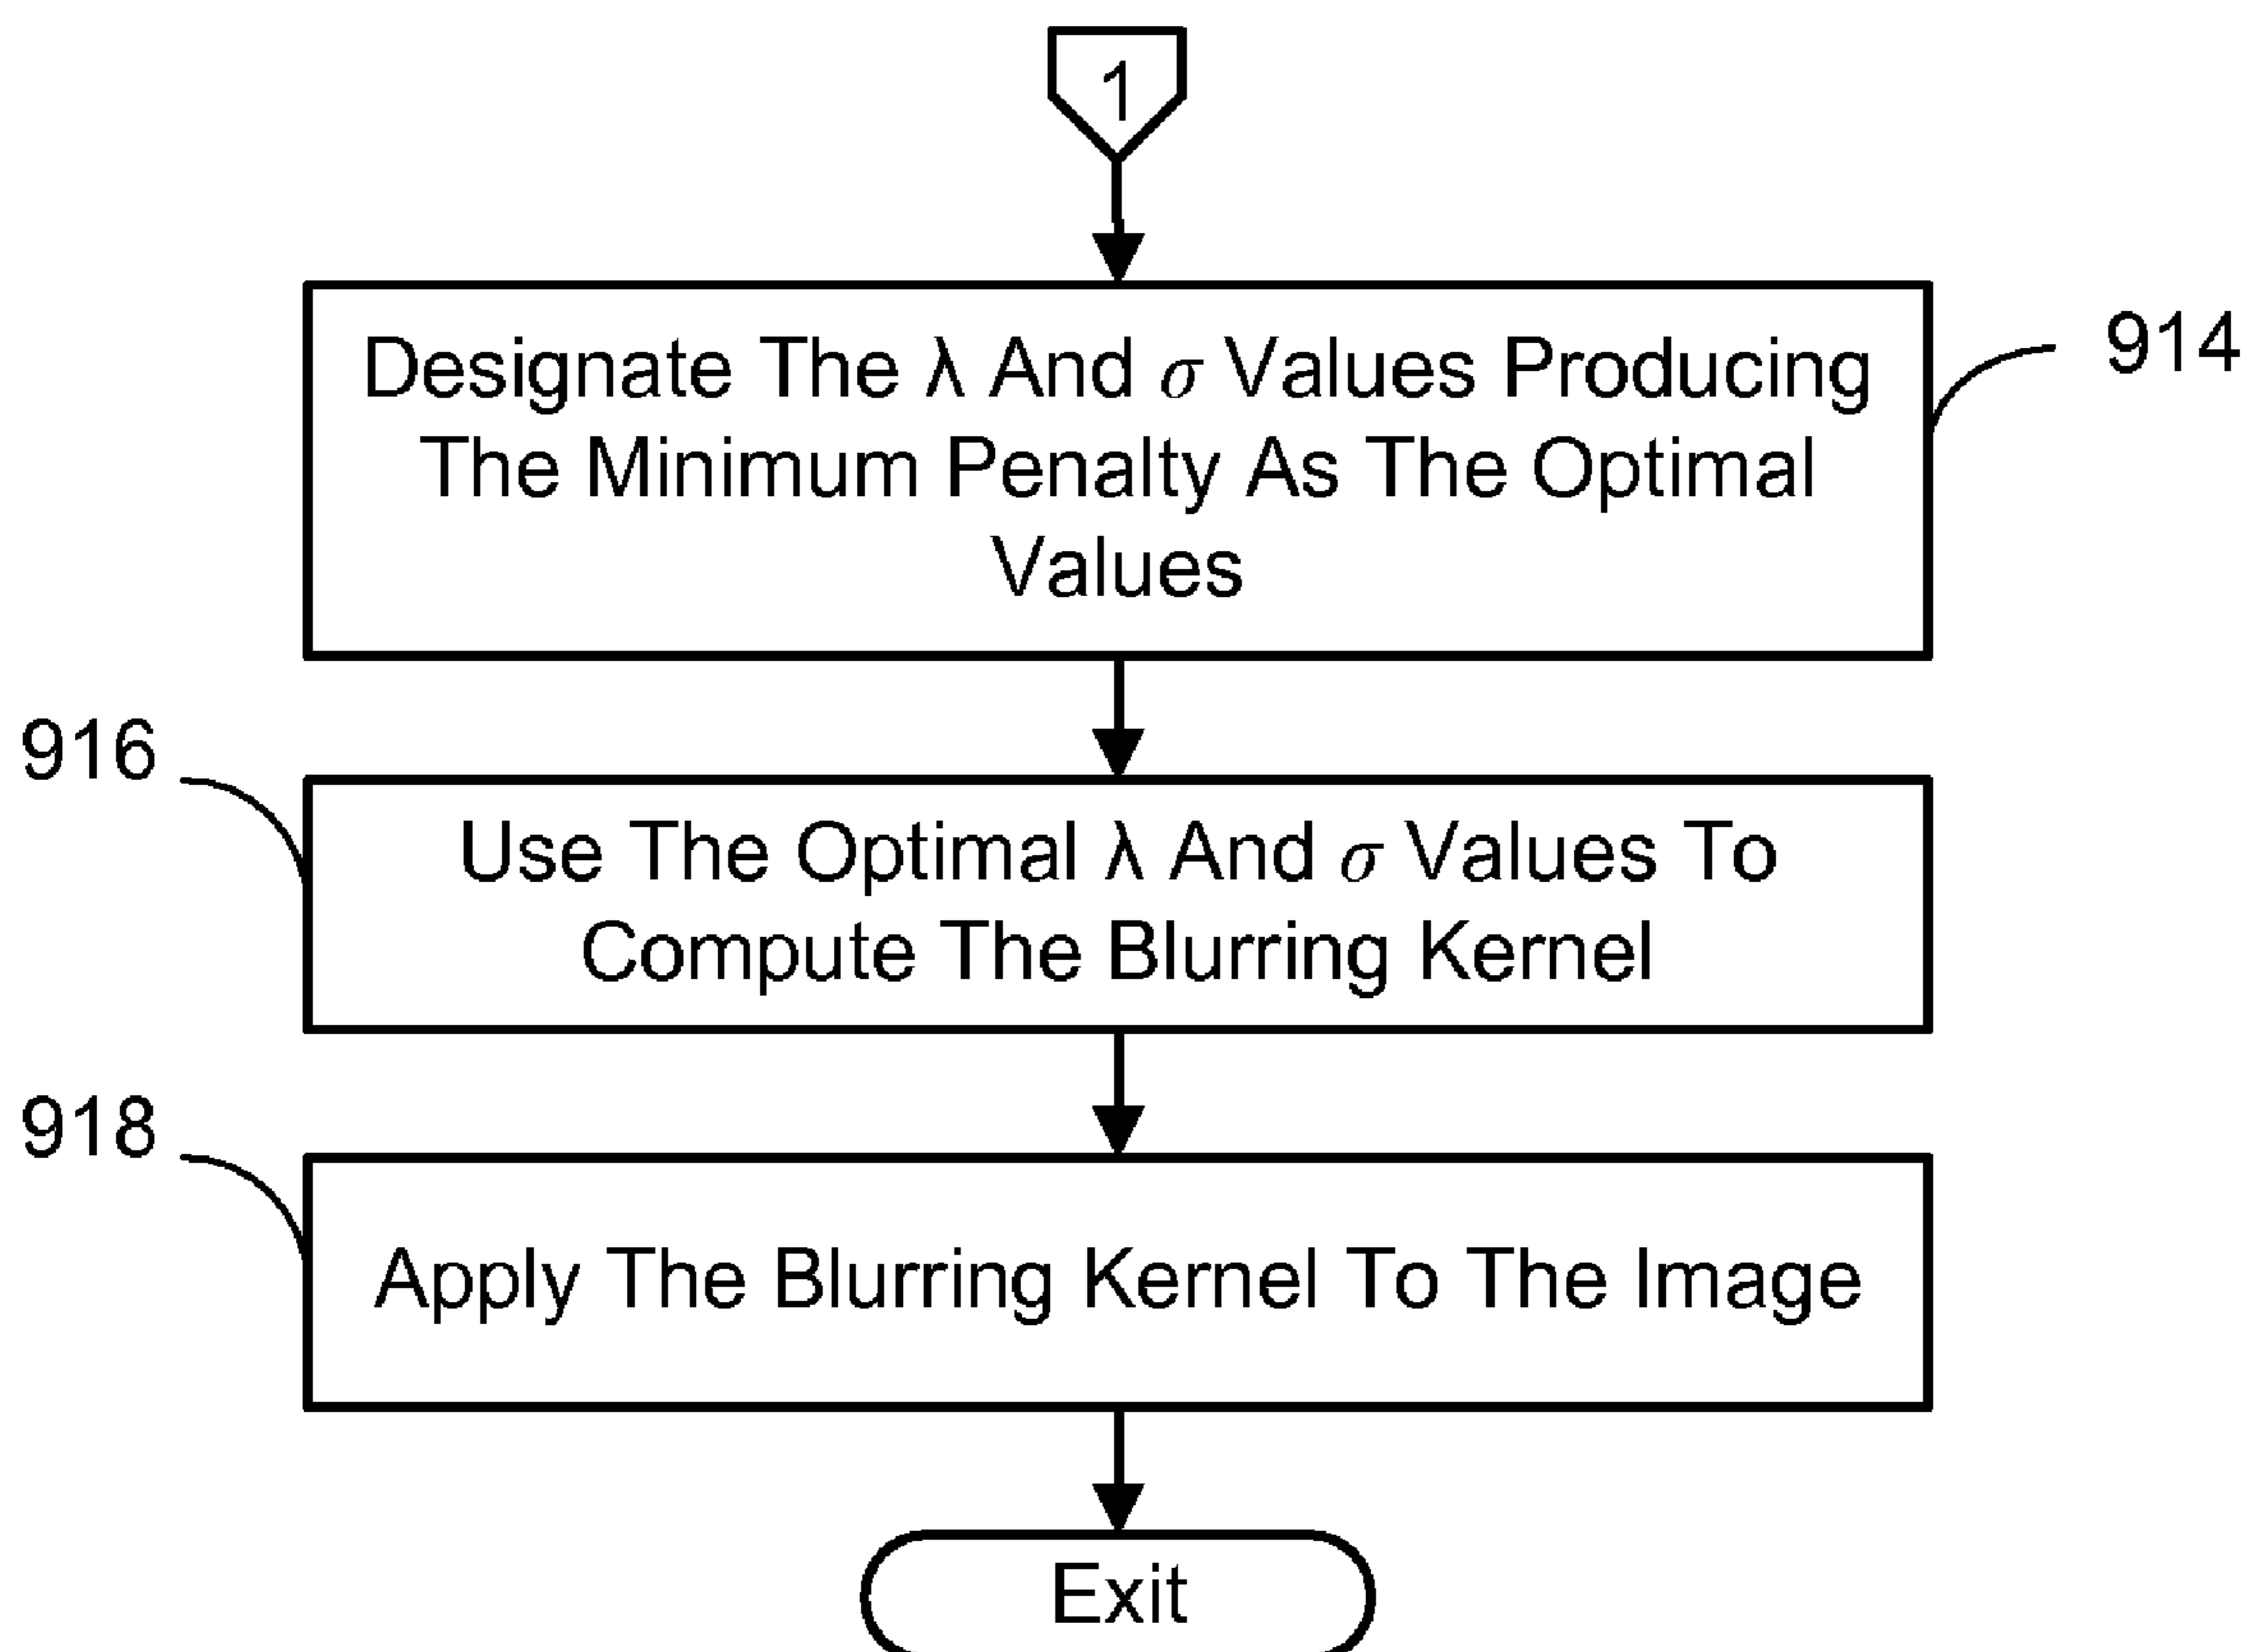 1
Designate The λ And σ Values Producing
The Minimum Penalty As The Optimal
Values
914
916
Use The Optimal λ And σ Values To
Compute The Blurring Kernel
918
Apply The Blurring Kernel To The Image
Exit